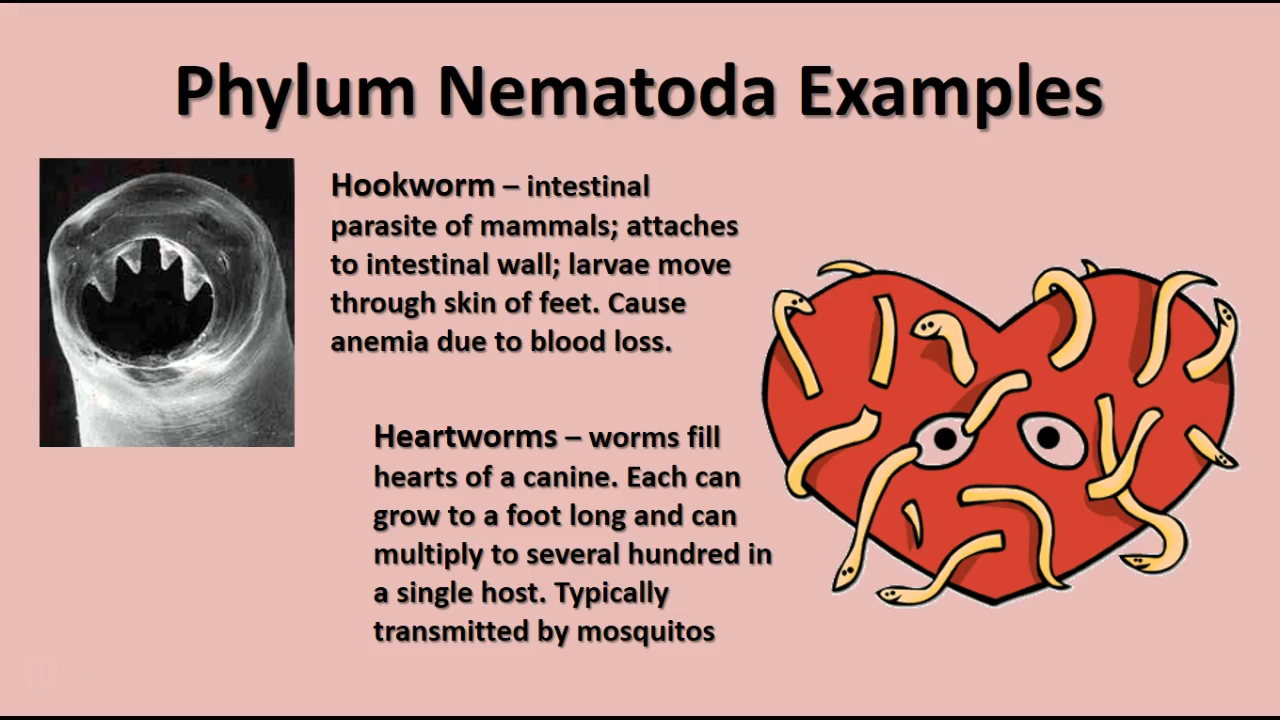 Phylum Nematoda Examples
Hookworm – intestinal
parasite of mammals; attaches
to intestinal wall; larvae move
through skin of feet. Cause
anemia due to blood loss.
Heartworms – worms fill
hearts of a canine. Each can
grow to a foot long and can
multiply to several hundred in
a single host. Typically
transmitted by mosquitos